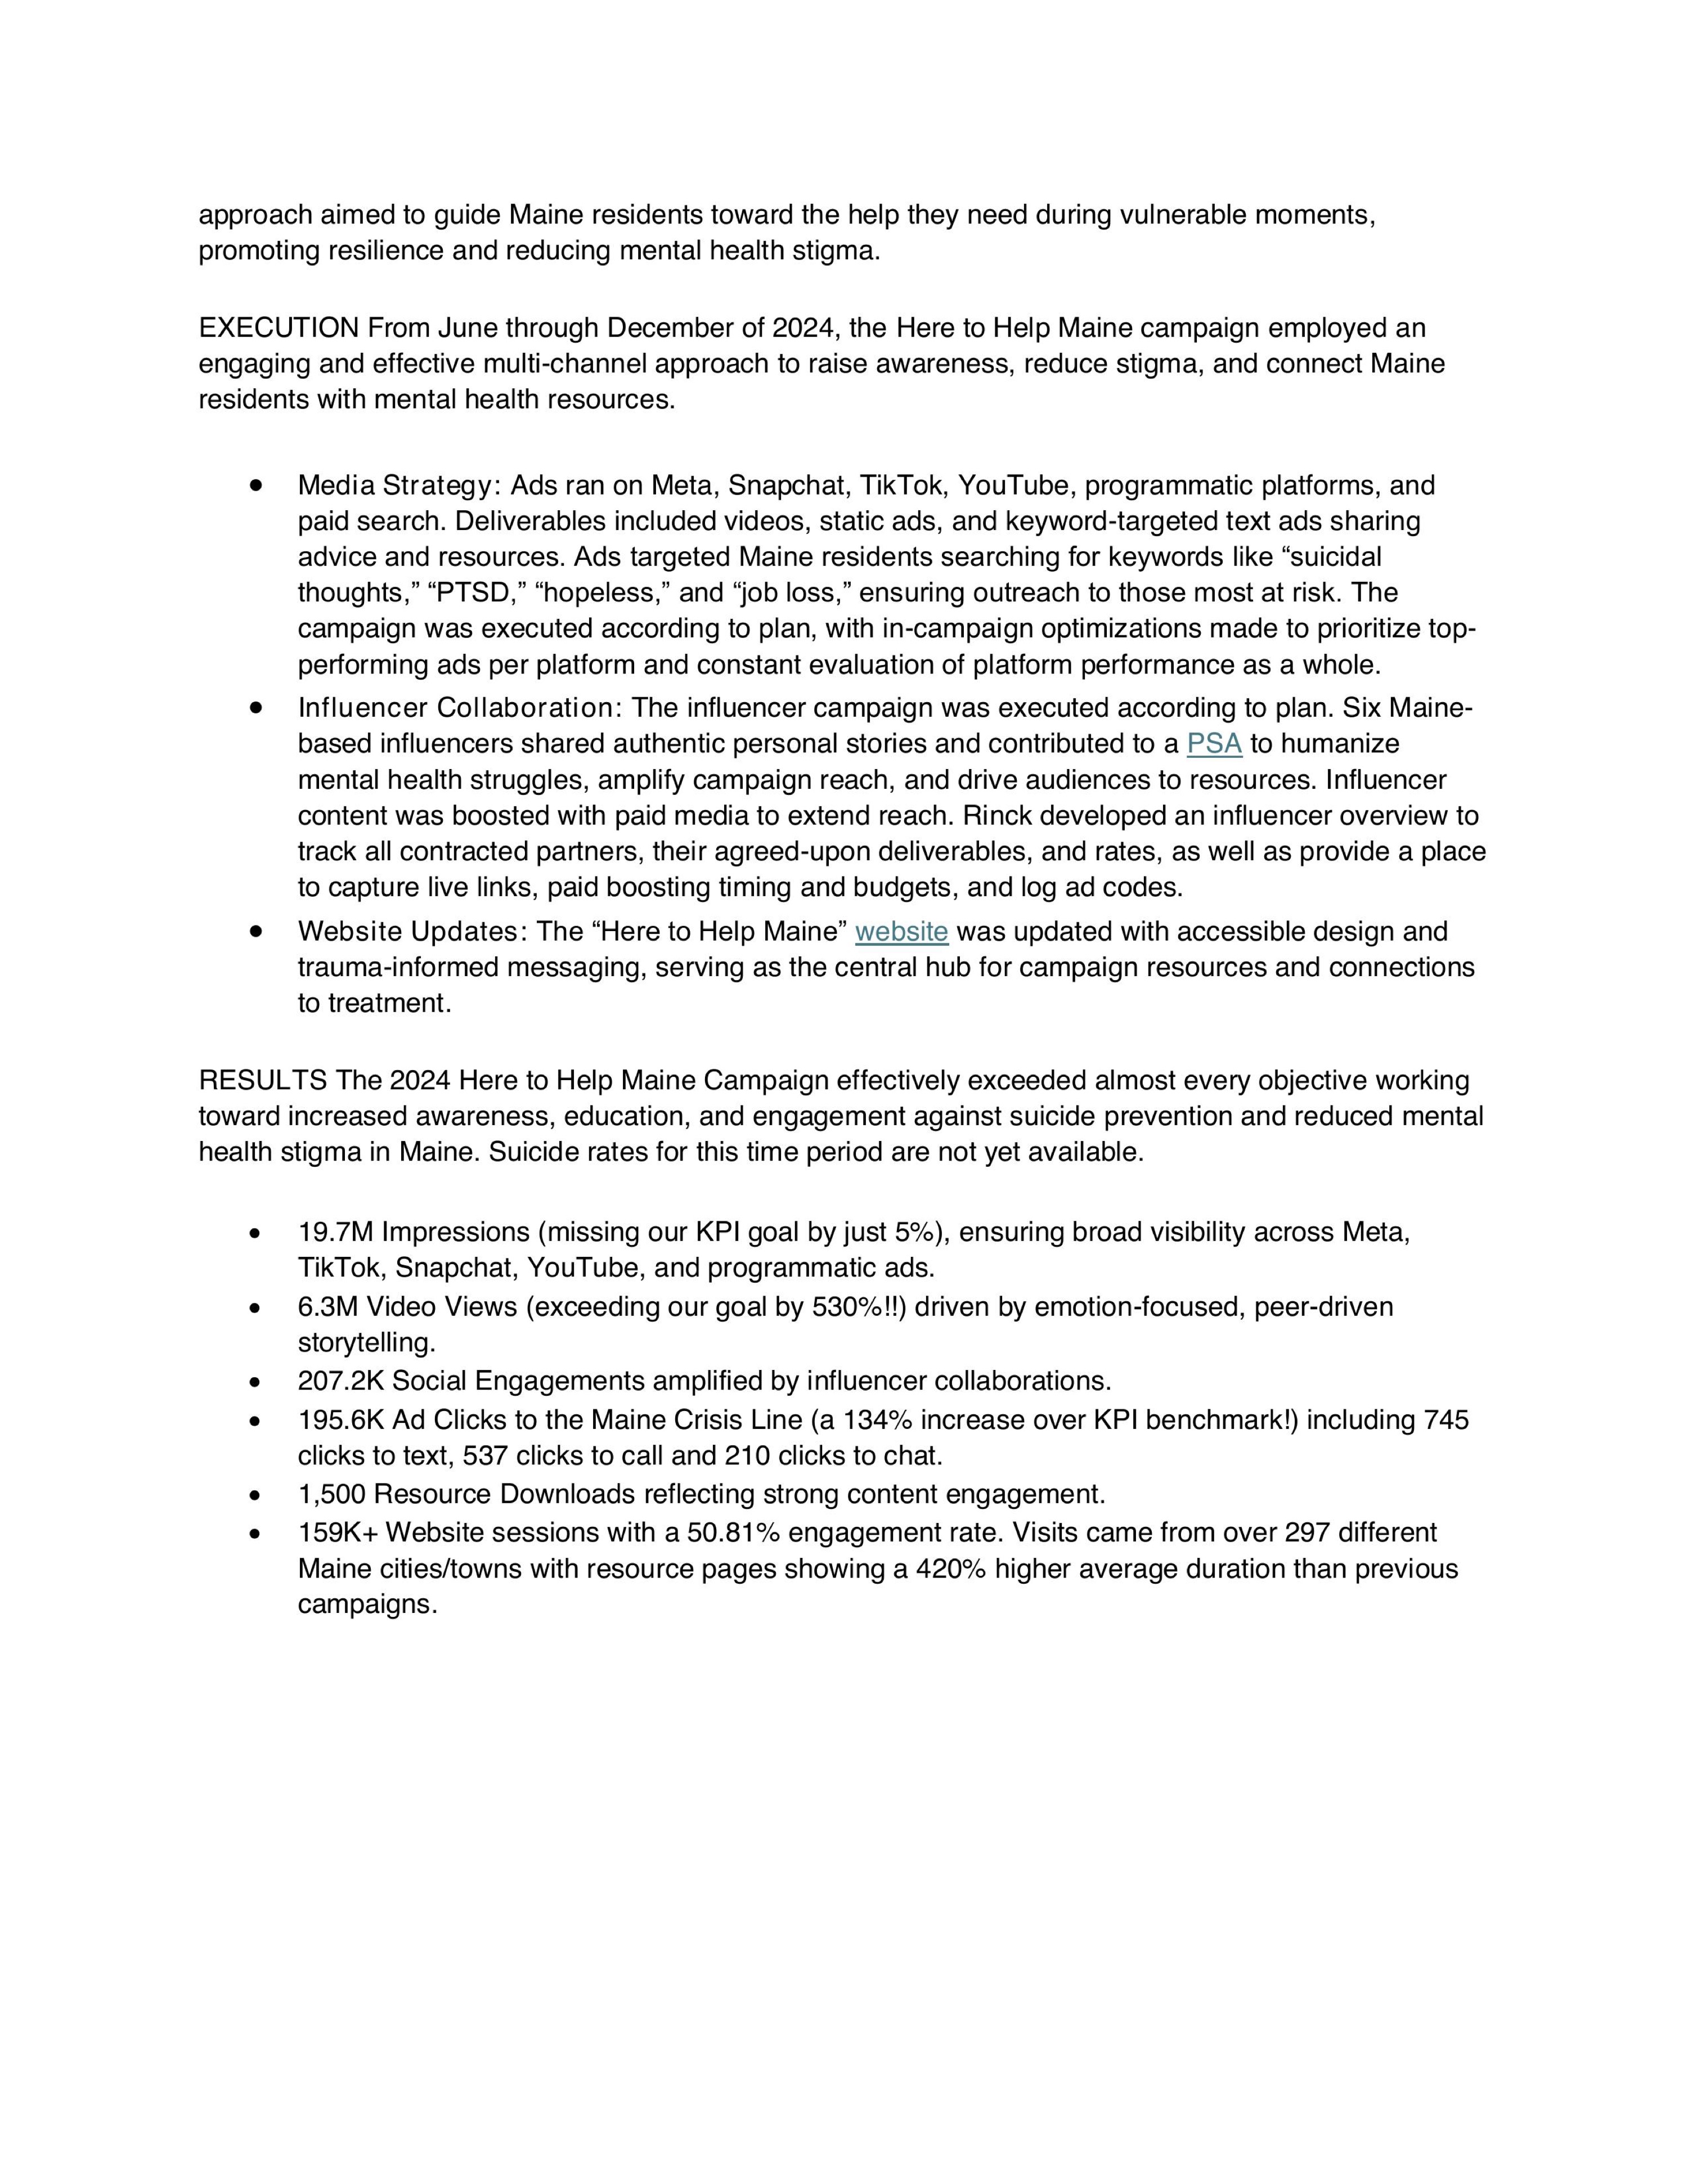 approach aimed to guide Maine residents toward the help they need during vulnerable moments,
promoting resilience and reducing mental health stigma.
EXECUTION From June through December of 2024, the Here to Help Maine campaign employed an
engaging and effective multi-channel approach to raise awareness, reduce stigma, and connect Maine
residents with mental health resources.
• Media Strategy: Ads ran on Meta, Snapchat, TikTok, YouTube, programmatic platforms, and
paid search. Deliverables included videos, static ads, and keyword-targeted text ads sharing
advice and resources. Ads targeted Maine residents searching for keywords like “suicidal
thoughts,” “PTSD,” “hopeless,” and “job loss,” ensuring outreach to those most at risk. The
campaign was executed according to plan, with in-campaign optimizations made to prioritize top-
performing ads per platform and constant evaluation of platform performance as a whole.
• Influencer Collaboration: The influencer campaign was executed according to plan. Six Maine-
based influencers shared authentic personal stories and contributed to a PSA to humanize
mental health struggles, amplify campaign reach, and drive audiences to resources. Influencer
content was boosted with paid media to extend reach. Rinck developed an influencer overview to
track all contracted partners, their agreed-upon deliverables, and rates, as well as provide a place
to capture live links, paid boosting timing and budgets, and log ad codes.
• Website Updates: The “Here to Help Maine” website was updated with accessible design and
trauma-informed messaging, serving as the central hub for campaign resources and connections
to treatment.
RESULTS The 2024 Here to Help Maine Campaign effectively exceeded almost every objective working
toward increased awareness, education, and engagement against suicide prevention and reduced mental
health stigma in Maine. Suicide rates for this time period are not yet available.
• 19.7M Impressions (missing our KPI goal by just 5%), ensuring broad visibility across Meta,
TikTok, Snapchat, YouTube, and programmatic ads.
• 6.3M Video Views (exceeding our goal by 530%!!) driven by emotion-focused, peer-driven
storytelling.
• 207.2K Social Engagements amplified by influencer collaborations.
• 195.6K Ad Clicks to the Maine Crisis Line (a 134% increase over KPI benchmark!) including 745
clicks to text, 537 clicks to call and 210 clicks to chat.
• 1,500 Resource Downloads reflecting strong content engagement.
• 159K+ Website sessions with a 50.81% engagement rate. Visits came from over 297 different
Maine cities/towns with resource pages showing a 420% higher average duration than previous
campaigns.